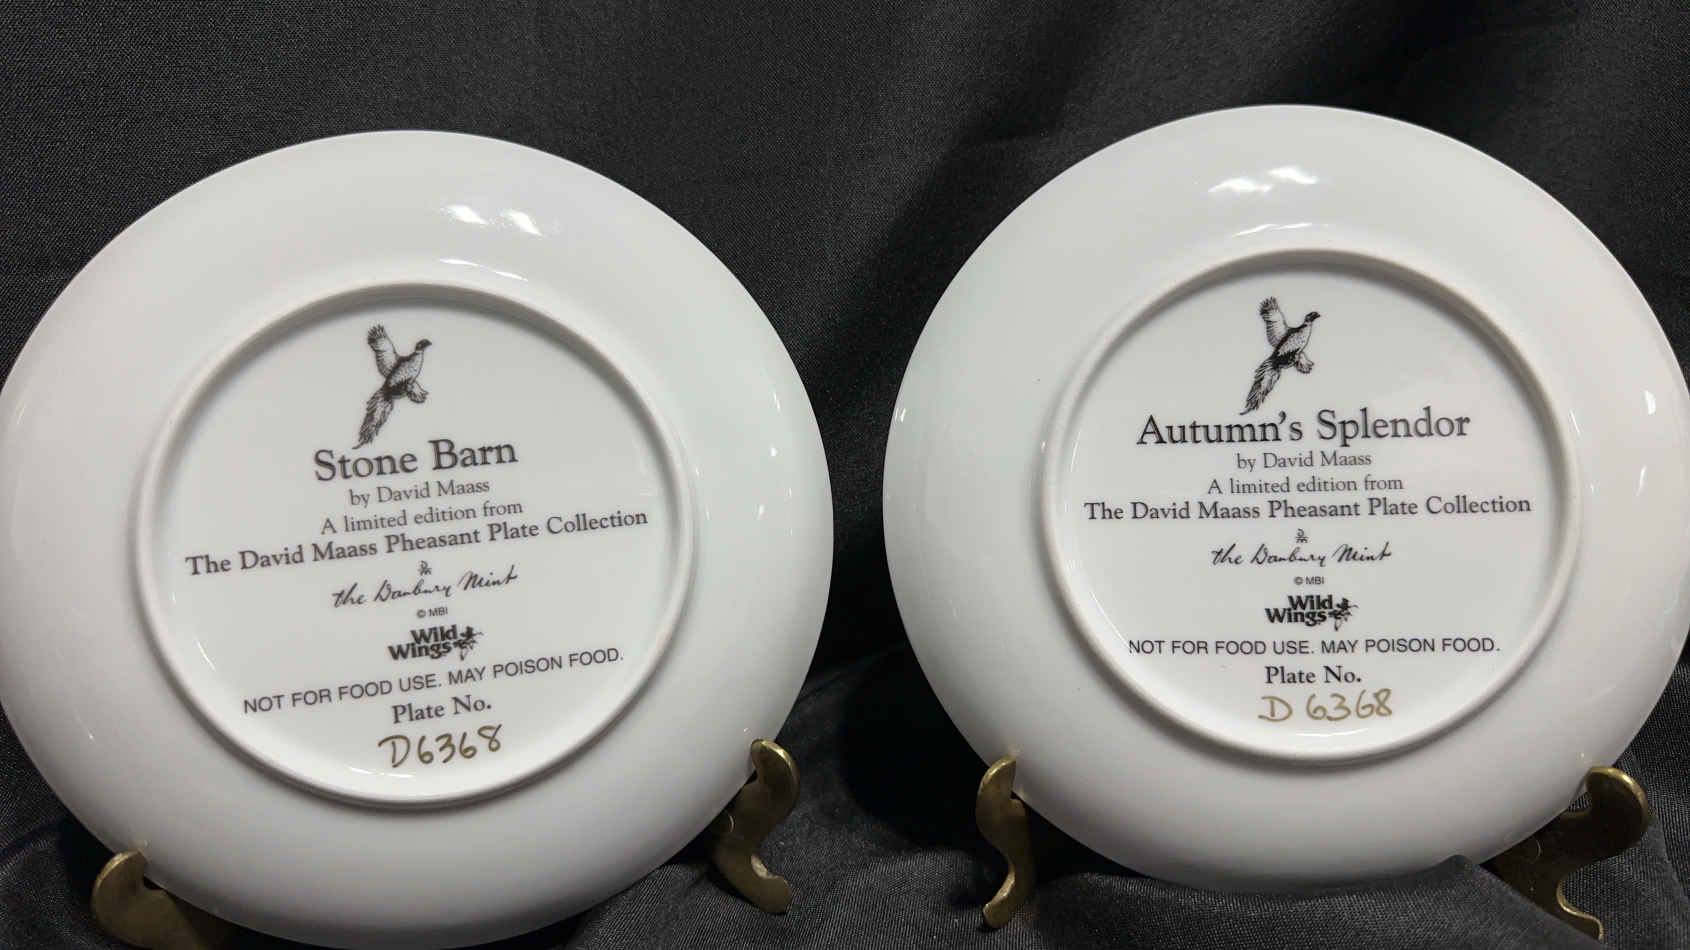 Stone Barn
by David Maass
A limited edition from
The David Maass Pheasant Plate Collection
DM
the Danbury Mint
© MBI
Wild
Wings
NOT FOR FOOD USE. MAY POISON FOOD.
Plate No.
D6368
Autumn's Splendor
by David Maass
A limited edition from
The David Maass Pheasant Plate Collection
DM
the Danbury Mint
© MBI
Wild
Wings
NOT FOR FOOD USE. MAY POISON FOOD.
Plate No.
D 6368